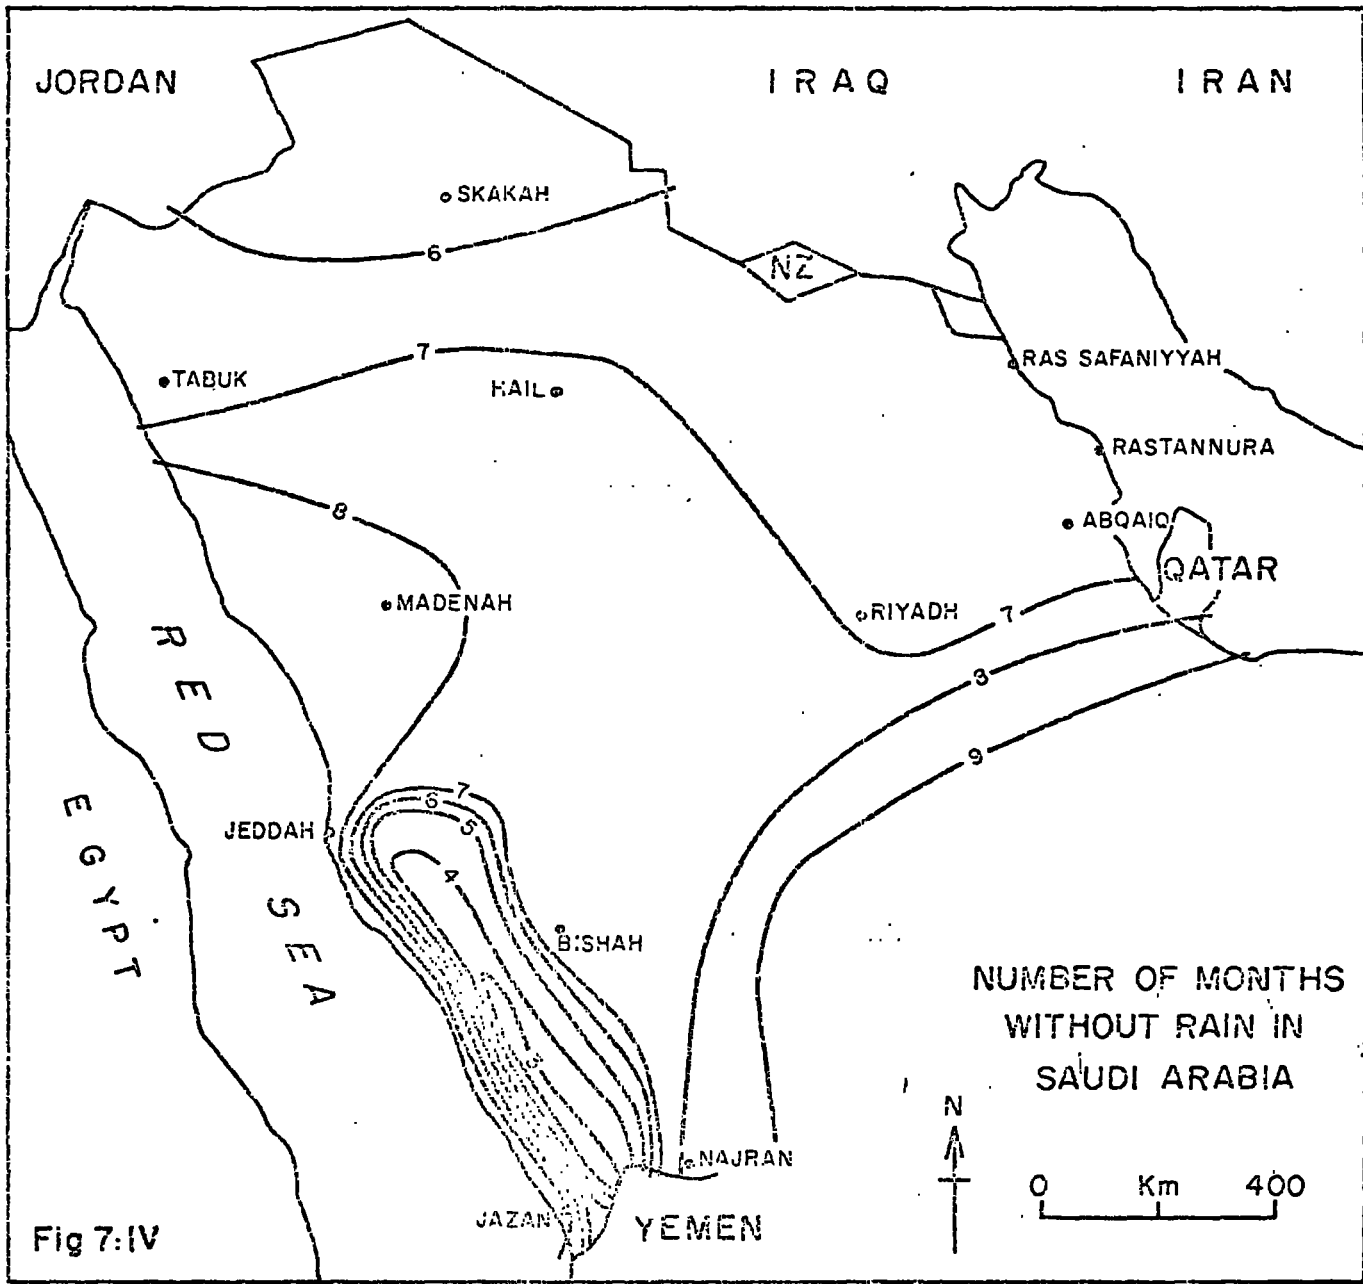 JORDAN
IRAQ
IRAN
SKAKAH
6
NZ
7
TABUK
HAIL
RAS SAFANIYYAH
RASTANNURA
8
ABQAIQ
QATAR
MADENAH
RIYADH
7
8
9
RED SEA
EGYPT
JEDDAH
7
6
5
4
3
BISHAH
NUMBER OF MONTHS
WITHOUT RAIN IN
SAUDI ARABIA
N
0 Km 400
NAJRAN
JAZAN
YEMEN
Fig 7:IV